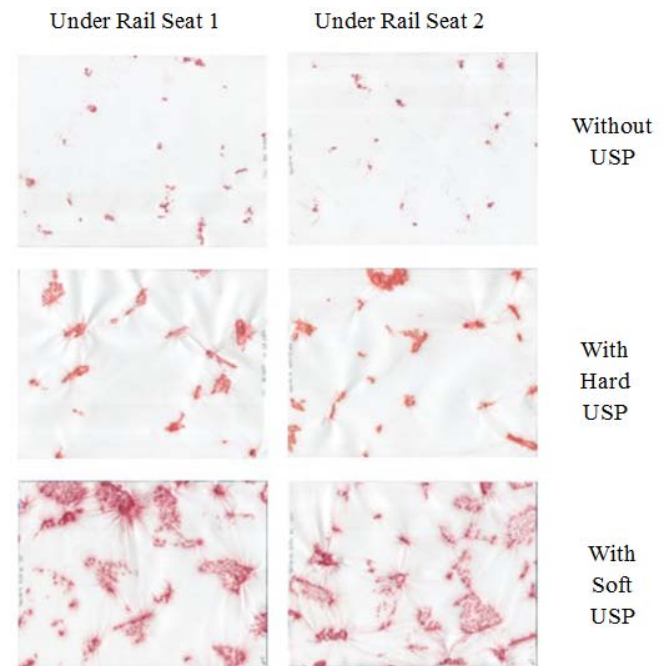 Under Rail Seat 1
Under Rail Seat 2
Without
USP
With
Hard
USP
With
Soft
USP